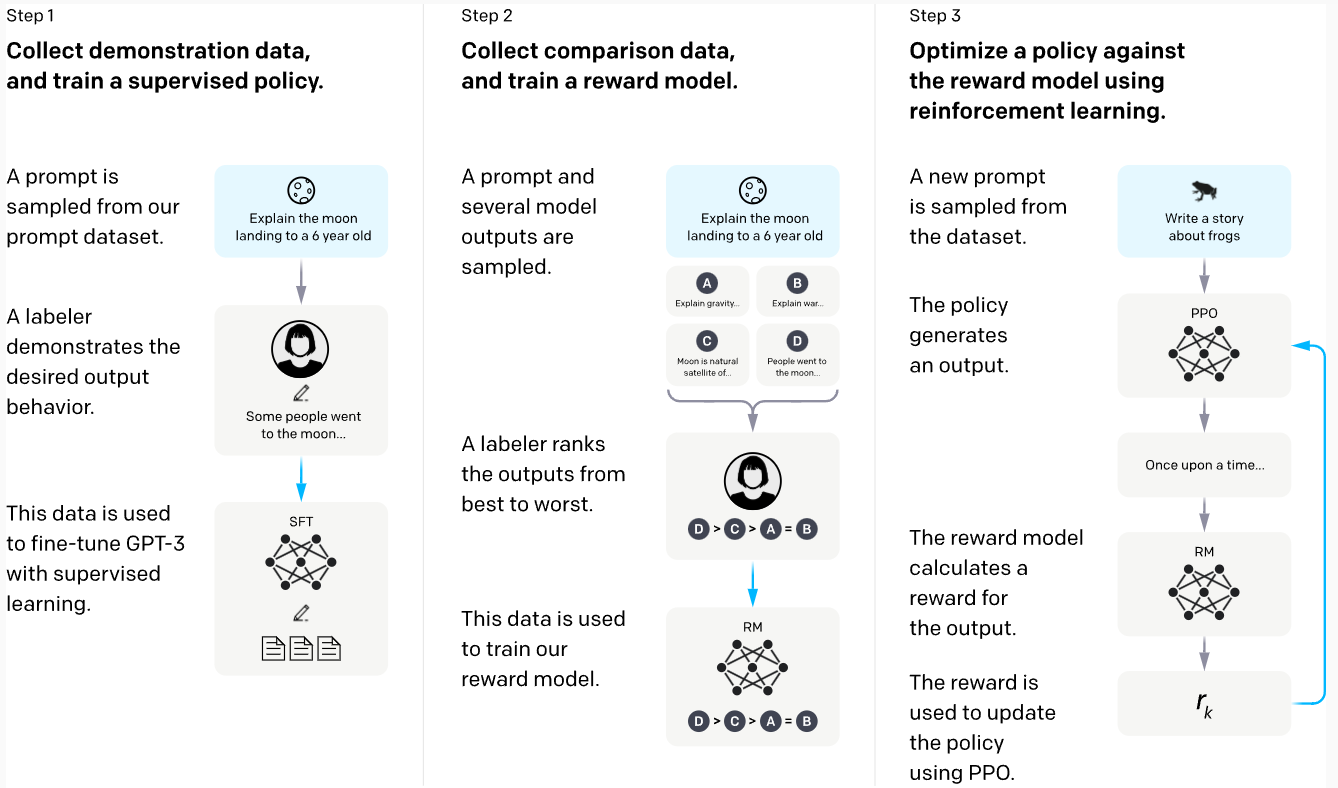 Step 1
Collect demonstration data,
and train a supervised policy.
A prompt is
sampled from our
prompt dataset.
Explain the moon
landing to a 6 year old
A labeler
demonstrates the
desired output
behavior.
Some people went
to the moon...
This data is used
to fine-tune GPT-3
with supervised
learning.
SFT
Step 2
Collect comparison data,
and train a reward model.
A prompt and
several model
outputs are
sampled.
Explain the moon
landing to a 6 year old
A
Explain gravity...
B
Explain war...
C
Moon is natural
satellite of...
D
People went to
the moon...
A labeler ranks
the outputs from
best to worst.
D > C > A = B
This data is used
to train our
reward model.
RM
D > C > A = B
Step 3
Optimize a policy against
the reward model using
reinforcement learning.
A new prompt
is sampled from
the dataset.
Write a story
about frogs
The policy
generates
an output.
PPO
Once upon a time...
The reward model
calculates a
reward for
the output.
RM
The reward is
used to update
the policy
using PPO.
rk